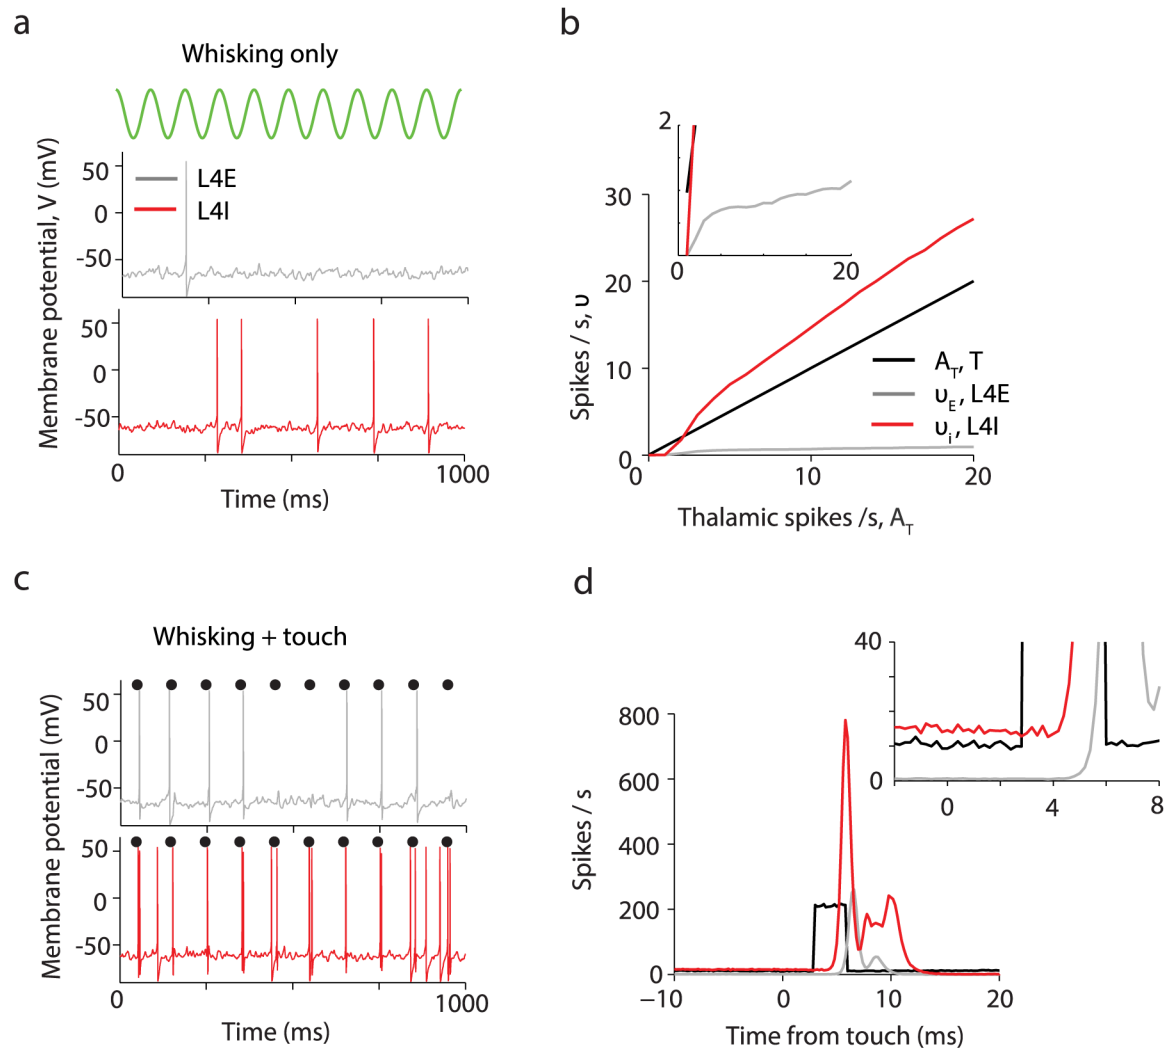 a
Whisking only
Membrane potential, V (mV)
50
0
-50
L4E
L4I
50
0
-50
0
1000
Time (ms)
b
2
0
0
20
30
20
10
0
Spikes / s, υ
A_T, T
υ_E, L4E
υ_i, L4I
0
10
20
Thalamic spikes /s, A_T
c
Whisking + touch
Membrane potential (mV)
50
0
-50
50
0
-50
0
1000
Time (ms)
d
40
0
0
4
8
800
600
400
200
0
Spikes / s
−10
0
10
20
Time from touch (ms)